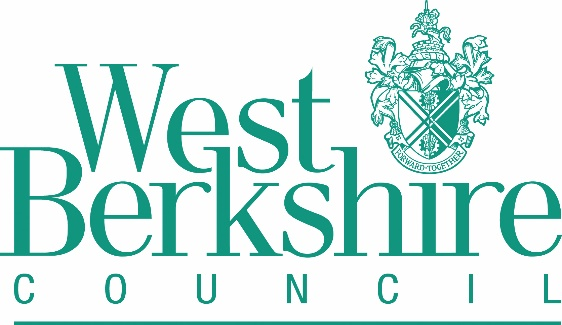 West
Berkshire
COUNCIL
FORWARD·TOGETHER